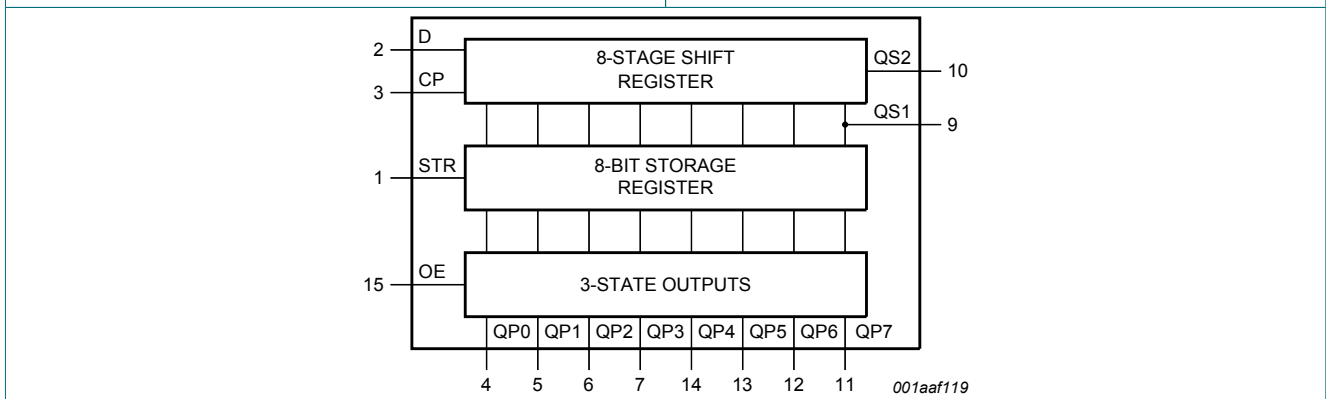 D
2
8-STAGE SHIFT
REGISTER
QS2
10
CP
3
QS1
9
STR
1
8-BIT STORAGE
REGISTER
OE
15
3-STATE OUTPUTS
QP0 QP1 QP2 QP3 QP4 QP5 QP6 QP7
4 5 6 7 14 13 12 11
001aaf119